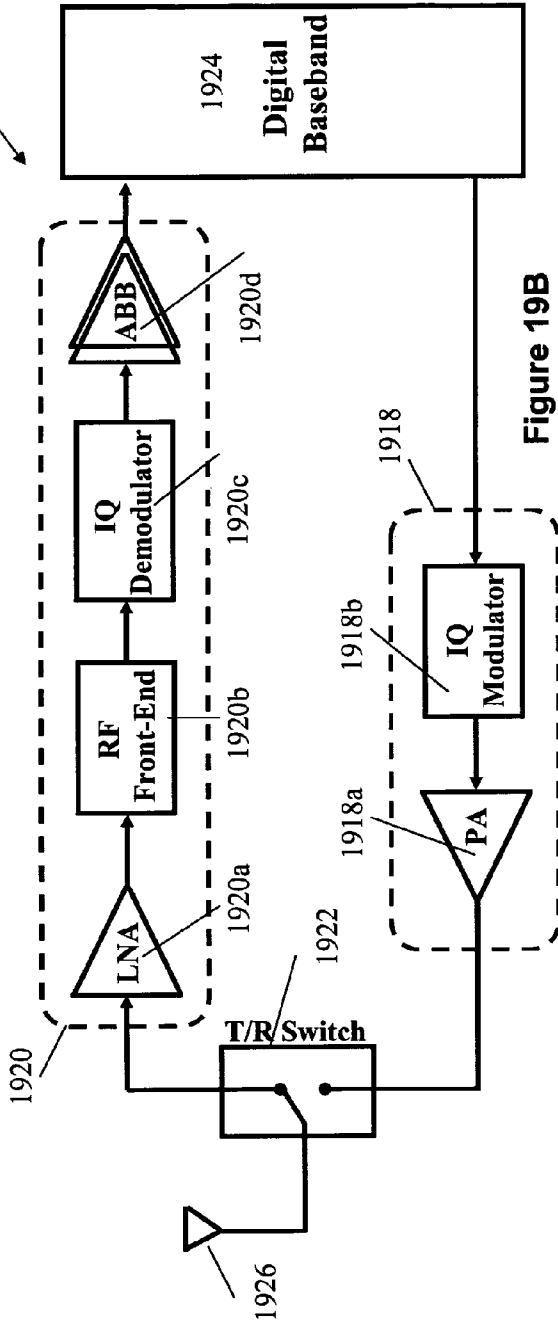 1920
LNA
1920a
RF
Front-End
1920b
IQ
Demodulator
1920c
ABB
1920d
1924
Digital
Baseband
T/R Switch
1922
1926
1918
PA
1918a
IQ
Modulator
1918b
Figure 19B